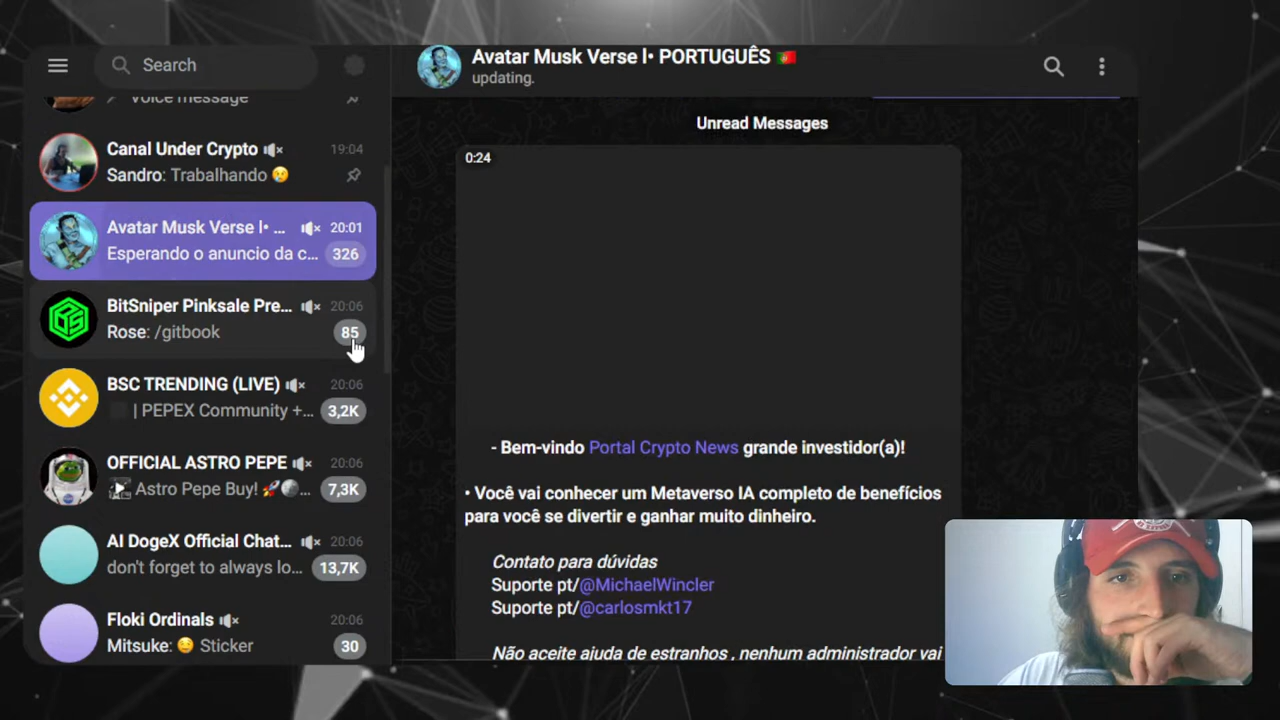 Search
Voice message
Canal Under Crypto 19:04
Sandro: Trabalhando 😢
Avatar Musk Verse l• ... 20:01
Esperando o anuncio da c... 326
BitSniper Pinksale Pre... 20:06
Rose: /gitbook 85
BSC TRENDING (LIVE) 20:06
| PEPEX Community +... 3,2K
OFFICIAL ASTRO PEPE 20:06
Astro Pepe Buy! 🚀🌕... 7,3K
AI DogeX Official Chat... 20:06
don't forget to always lo... 13,7K
Floki Ordinals 20:06
Mitsuke: 😋 Sticker 30
Avatar Musk Verse l• PORTUGUÊS 🇵🇹
updating.
Unread Messages
0:24
- Bem-vindo Portal Crypto News grande investidor(a)!
• Você vai conhecer um Metaverso IA completo de benefícios
para você se divertir e ganhar muito dinheiro.
Contato para dúvidas
Suporte pt/@MichaelWincler
Suporte pt/@carlosmkt17
Não aceite ajuda de estranhos , nenhum administrador vai